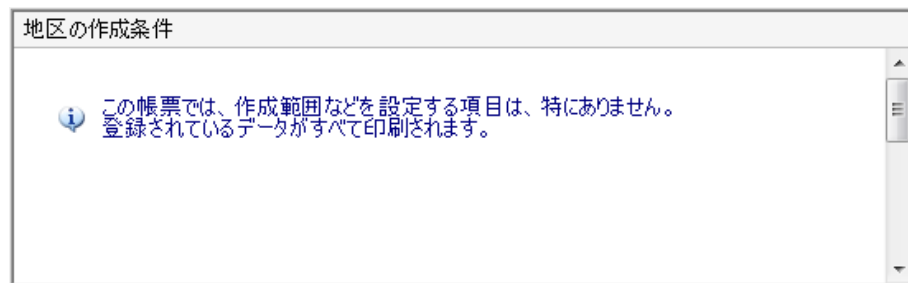 地区の作成条件
この帳票では、作成範囲などを設定する項目は、特にありません。
登録されているデータがすべて印刷されます。